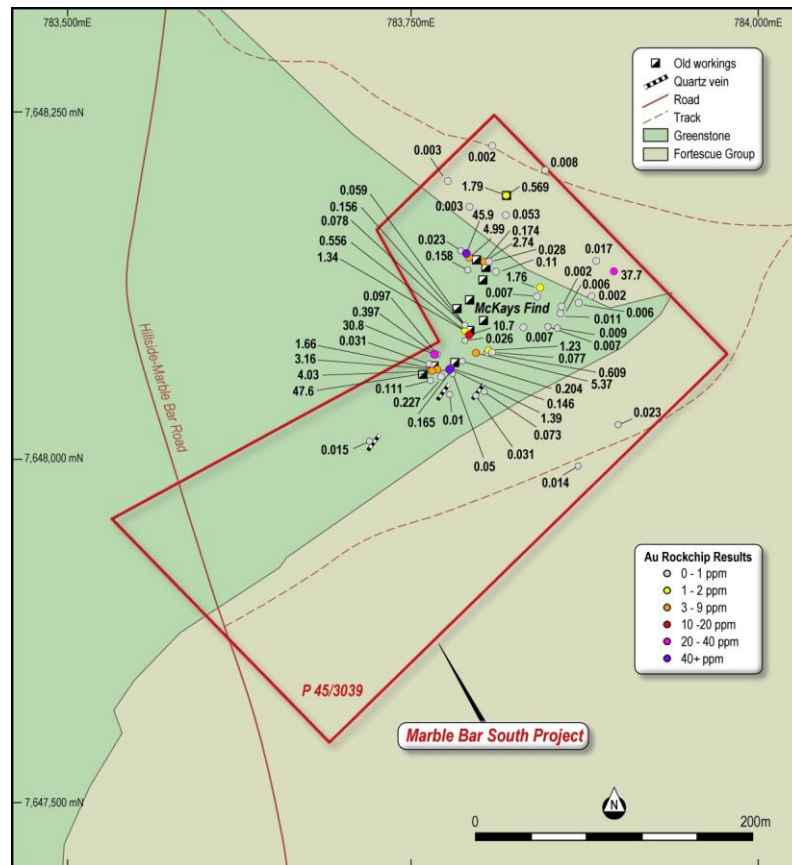 783,500mE
783,750mE
784,000mE
7,648,250 mN
7,648,000 mN
7,647,500 mN
Old workings
Quartz vein
Road
Track
Greenstone
Fortescue Group
0.003
0.002
0.008
1.79
0.569
0.059
0.156
0.078
0.556
1.34
0.003
45.9
0.053
4.99
0.174
2.74
0.023
0.158
0.028
0.11
0.017
37.7
1.76
0.002
0.006
0.007
0.002
McKays Find
0.006
0.011
0.097
0.397
30.8
0.031
10.7
0.026
0.007
0.009
0.007
1.66
3.16
4.03
47.6
1.23
0.077
0.609
5.37
0.111
0.227
0.165
0.01
0.204
0.146
1.39
0.073
0.031
0.05
0.015
0.023
0.014
Hillside-Marble Bar Road
Au Rockchip Results
0 - 1 ppm
1 - 2 ppm
3 - 9 ppm
10 -20 ppm
20 - 40 ppm
40+ ppm
P 45/3039
Marble Bar South Project
N
0
200m